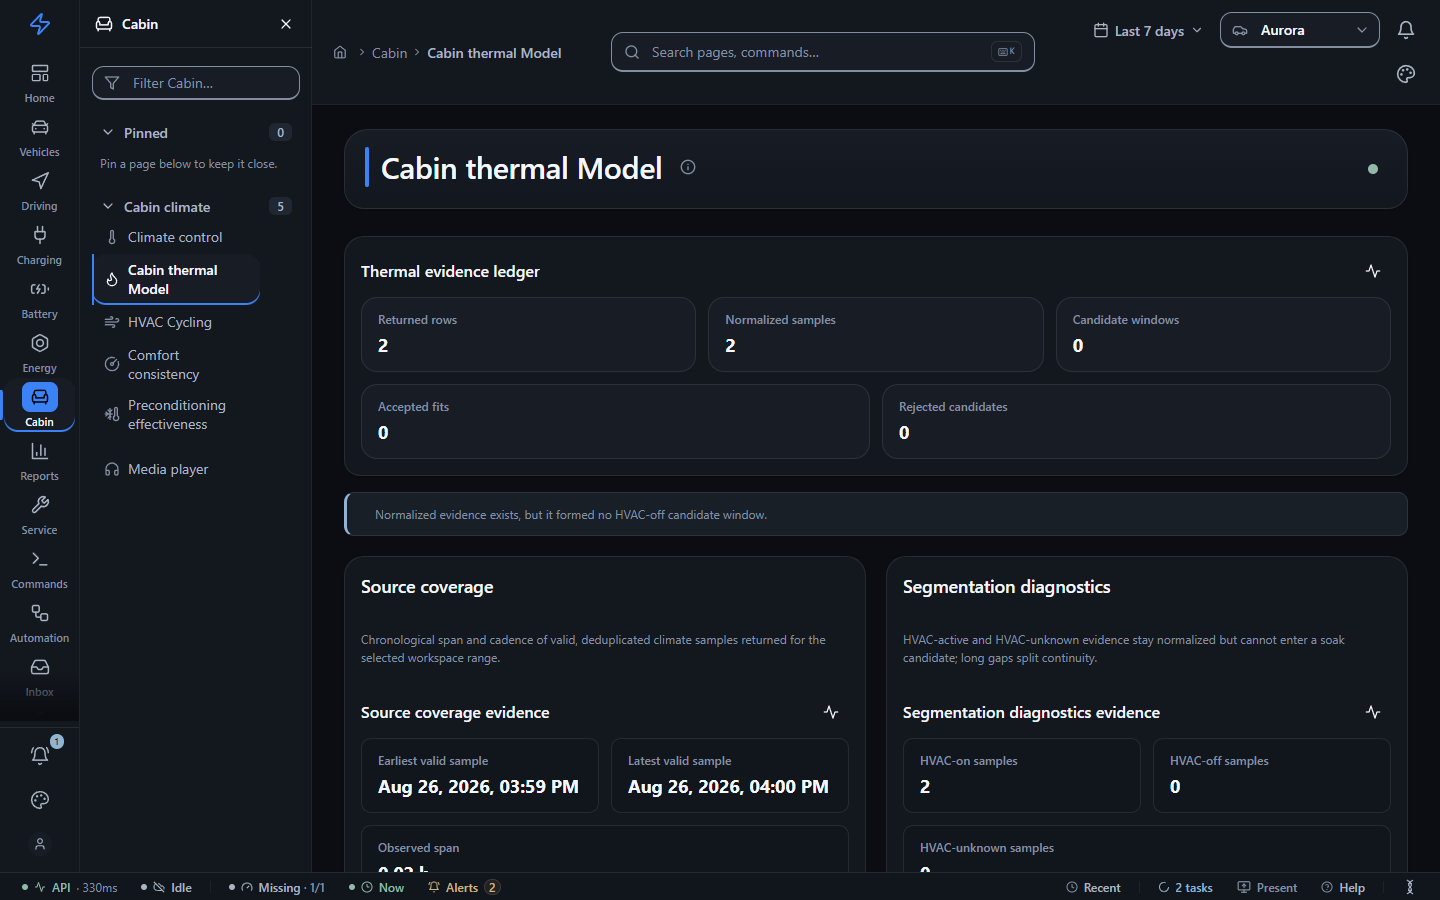 Cabin
Home
Vehicles
Driving
Charging
Battery
Energy
Cabin
Reports
Service
Commands
Automation
Inbox
1
Filter Cabin...
Pinned
0
Pin a page below to keep it close.
Cabin climate
5
Climate control
Cabin thermal
Model
HVAC Cycling
Comfort
consistency
Preconditioning
effectiveness
Media player
Cabin
Cabin thermal Model
Search pages, commands...
K
Last 7 days
Aurora
Cabin thermal Model
Thermal evidence ledger
Returned rows
2
Normalized samples
2
Candidate windows
0
Accepted fits
0
Rejected candidates
0
Normalized evidence exists, but it formed no HVAC-off candidate window.
Source coverage
Chronological span and cadence of valid, deduplicated climate samples returned for the
selected workspace range.
Source coverage evidence
Earliest valid sample
Aug 26, 2026, 03:59 PM
Latest valid sample
Aug 26, 2026, 04:00 PM
Observed span
Segmentation diagnostics
HVAC-active and HVAC-unknown evidence stay normalized but cannot enter a soak
candidate; long gaps split continuity.
Segmentation diagnostics evidence
HVAC-on samples
2
HVAC-off samples
0
HVAC-unknown samples
API · 330ms
Idle
Missing · 1/1
Now
Alerts 2
Recent
2 tasks
Present
Help